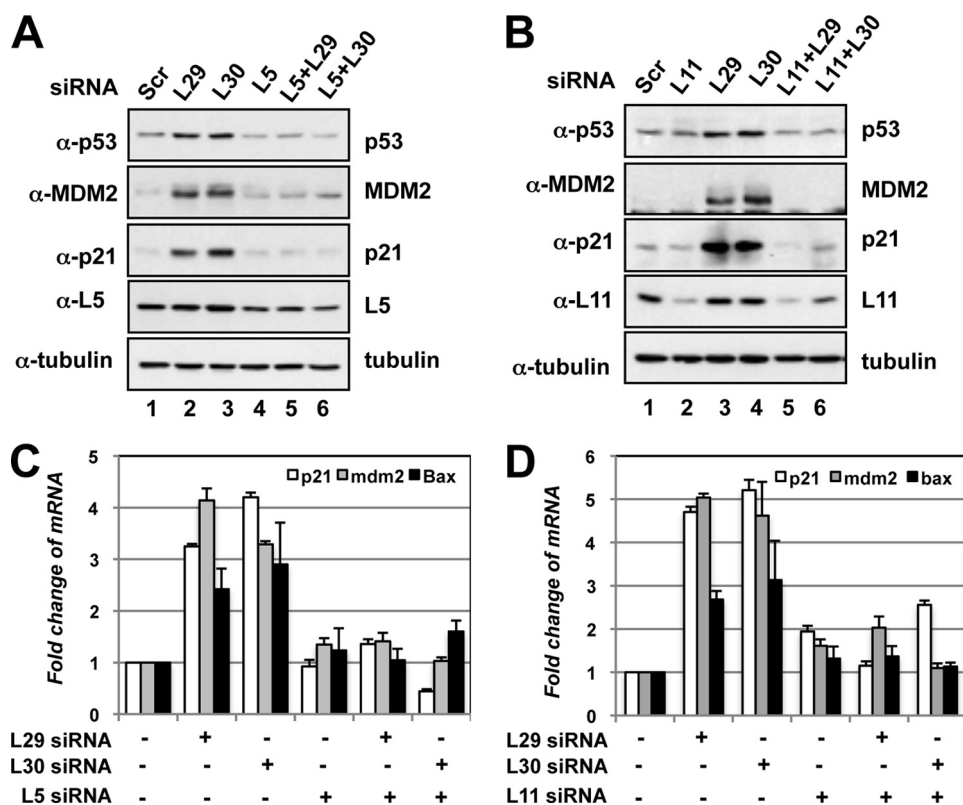 A
siRNA Scr L29 L30 L5 L5+L29 L5+L30
α-p53 p53
α-MDM2 MDM2
α-p21 p21
α-L5 L5
α-tubulin tubulin
1 2 3 4 5 6
B
siRNA Scr L11 L29 L30 L11+L29 L11+L30
α-p53 p53
α-MDM2 MDM2
α-p21 p21
α-L11 L11
α-tubulin tubulin
1 2 3 4 5 6
C
Fold change of mRNA
5
4
3
2
1
0
p21 mdm2 Bax
L29 siRNA - + - - + -
L30 siRNA - - + - - +
L5 siRNA - - - + + +
D
Fold change of mRNA
6
5
4
3
2
1
0
p21 mdm2 bax
L29 siRNA - + - - + -
L30 siRNA - - + - - +
L11 siRNA - - - + + +